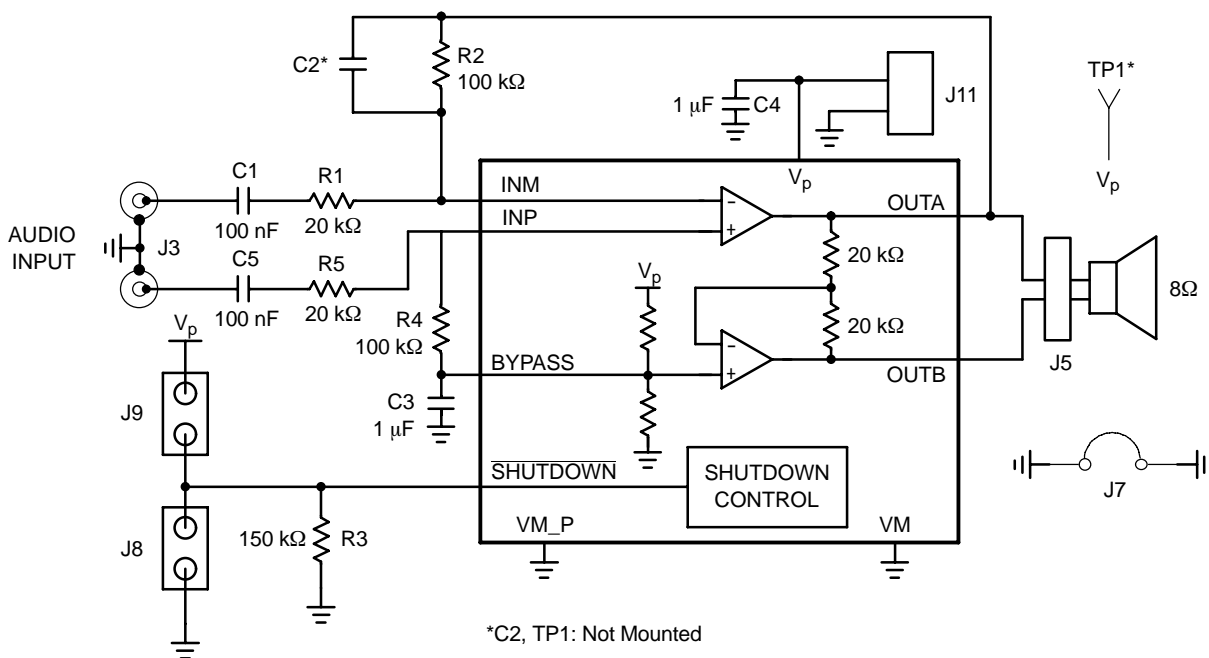 C2*
R2
100 kΩ
1 μF
C4
J11
TP1*
Vp
Vp
AUDIO
INPUT
J3
C1
100 nF
R1
20 kΩ
C5
100 nF
R5
20 kΩ
INM
INP
OUTA
20 kΩ
20 kΩ
Vp
R4
100 kΩ
BYPASS
OUTB
C3
1 μF
J5
8Ω
Vp
J9
J8
SHUTDOWN
SHUTDOWN
CONTROL
150 kΩ
R3
VM_P
VM
J7
*C2, TP1: Not Mounted